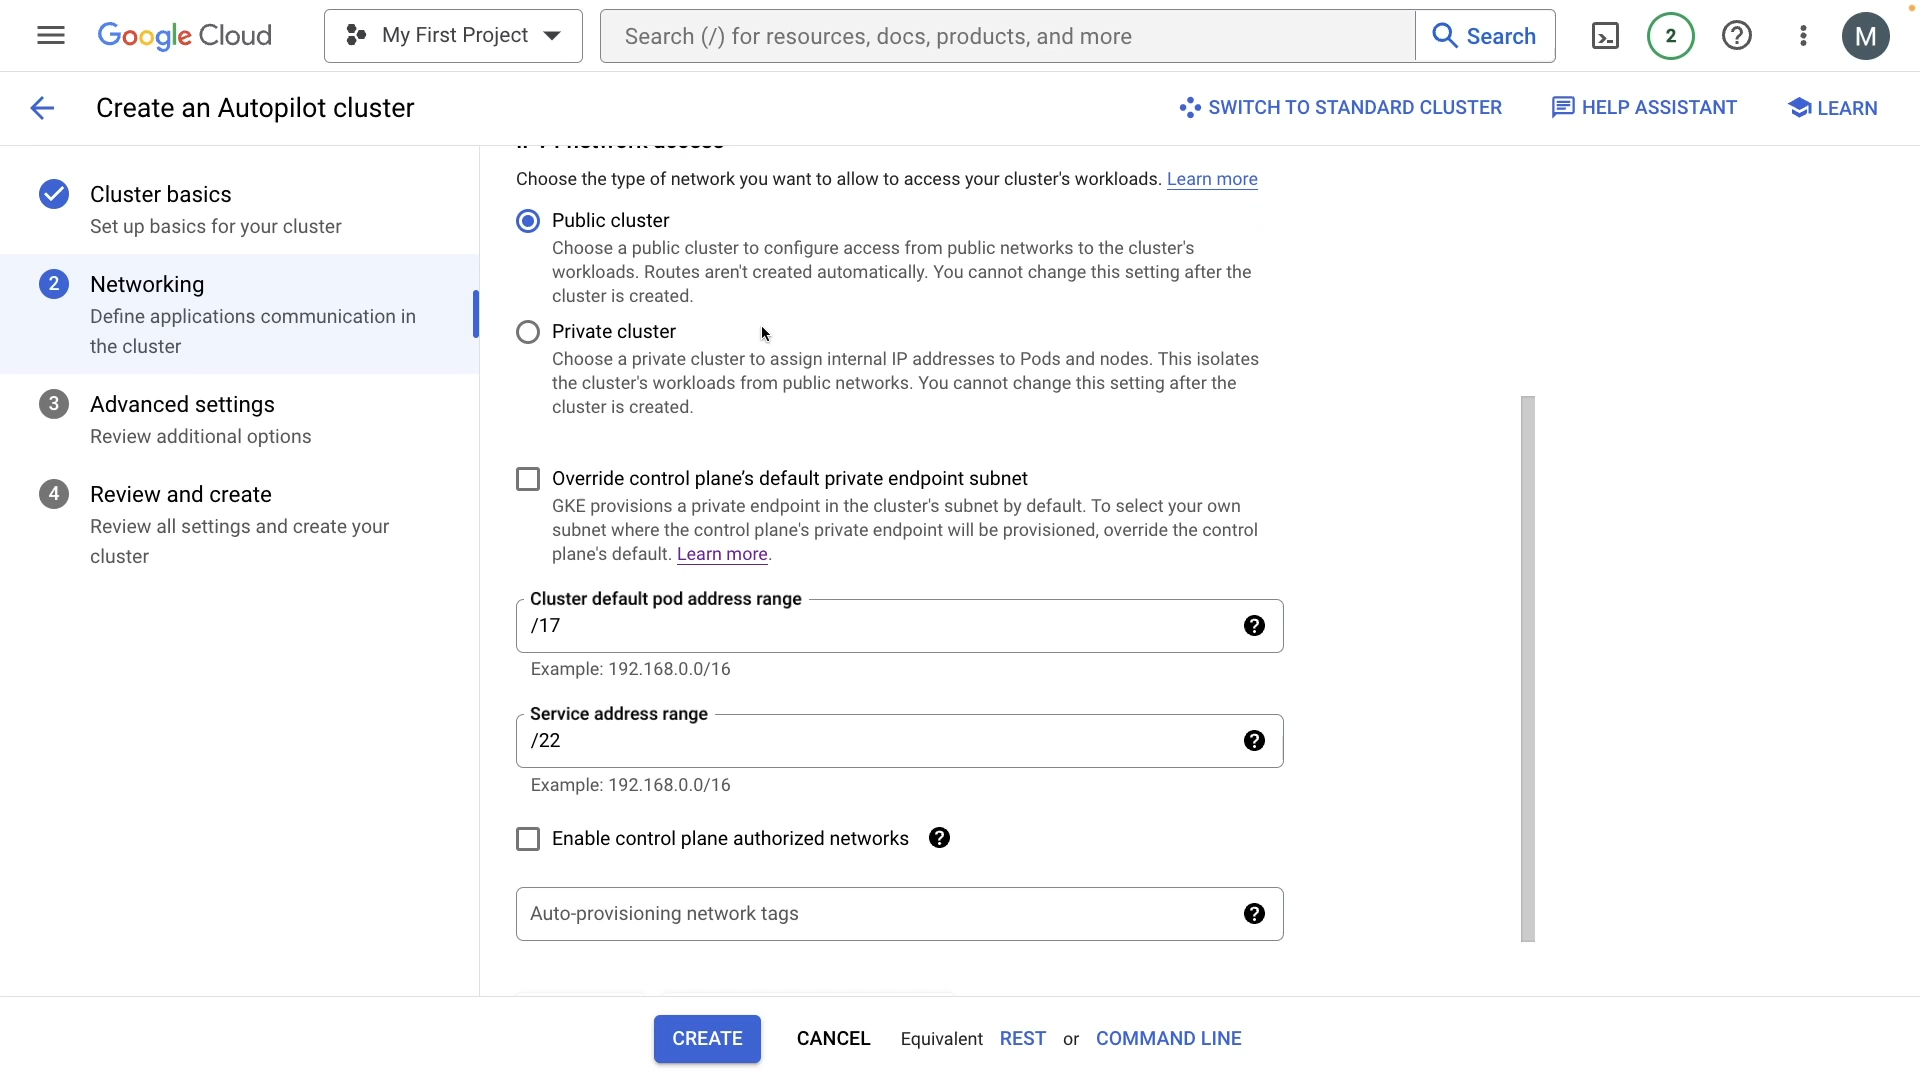 Google Cloud
My First Project
Search (/) for resources, docs, products, and more
Search
2
M
Create an Autopilot cluster
SWITCH TO STANDARD CLUSTER
HELP ASSISTANT
LEARN
Cluster basics
Set up basics for your cluster
2
Networking
Define applications communication in
the cluster
3
Advanced settings
Review additional options
4
Review and create
Review all settings and create your
cluster
network access
Choose the type of network you want to allow to access your cluster's workloads. Learn more
Public cluster
Choose a public cluster to configure access from public networks to the cluster's
workloads. Routes aren't created automatically. You cannot change this setting after the
cluster is created.
Private cluster
Choose a private cluster to assign internal IP addresses to Pods and nodes. This isolates
the cluster's workloads from public networks. You cannot change this setting after the
cluster is created.
Override control plane’s default private endpoint subnet
GKE provisions a private endpoint in the cluster's subnet by default. To select your own
subnet where the control plane's private endpoint will be provisioned, override the control
plane's default. Learn more.
Cluster default pod address range
/17
Example: 192.168.0.0/16
Service address range
/22
Example: 192.168.0.0/16
Enable control plane authorized networks
Auto-provisioning network tags
CREATE
CANCEL
Equivalent REST or COMMAND LINE